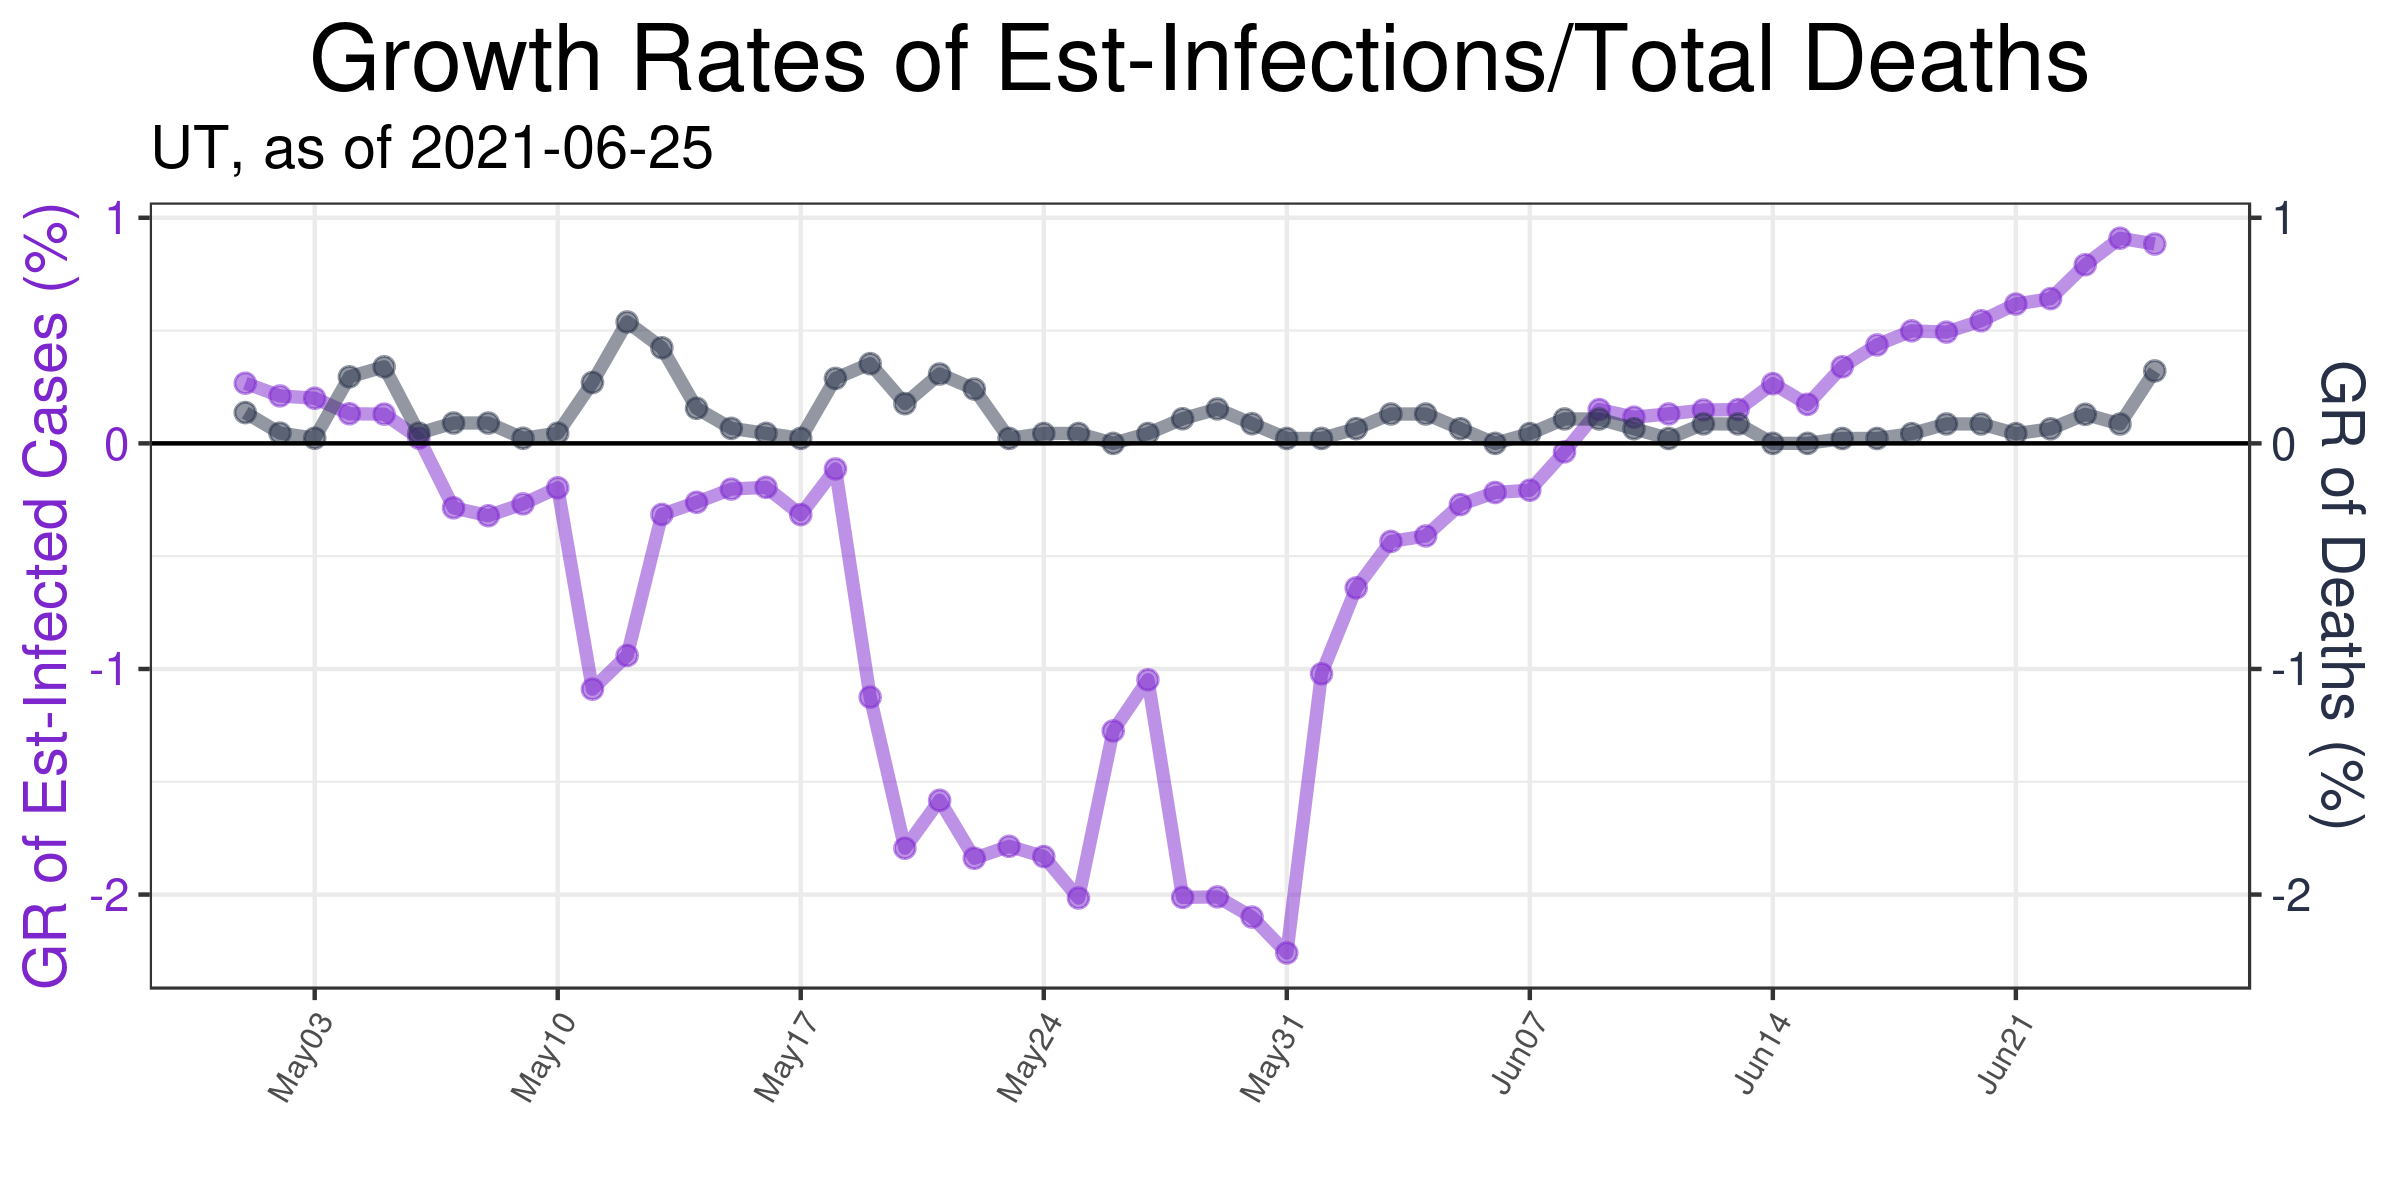 Growth Rates of Est-Infections/Total Deaths
UT, as of 2021-06-25
GR of Est-Infected Cases (%)
1
0
-1
-2
1
0
-1
-2
GR of Deaths (%)
May03
May10
May17
May24
May31
Jun07
Jun14
Jun21